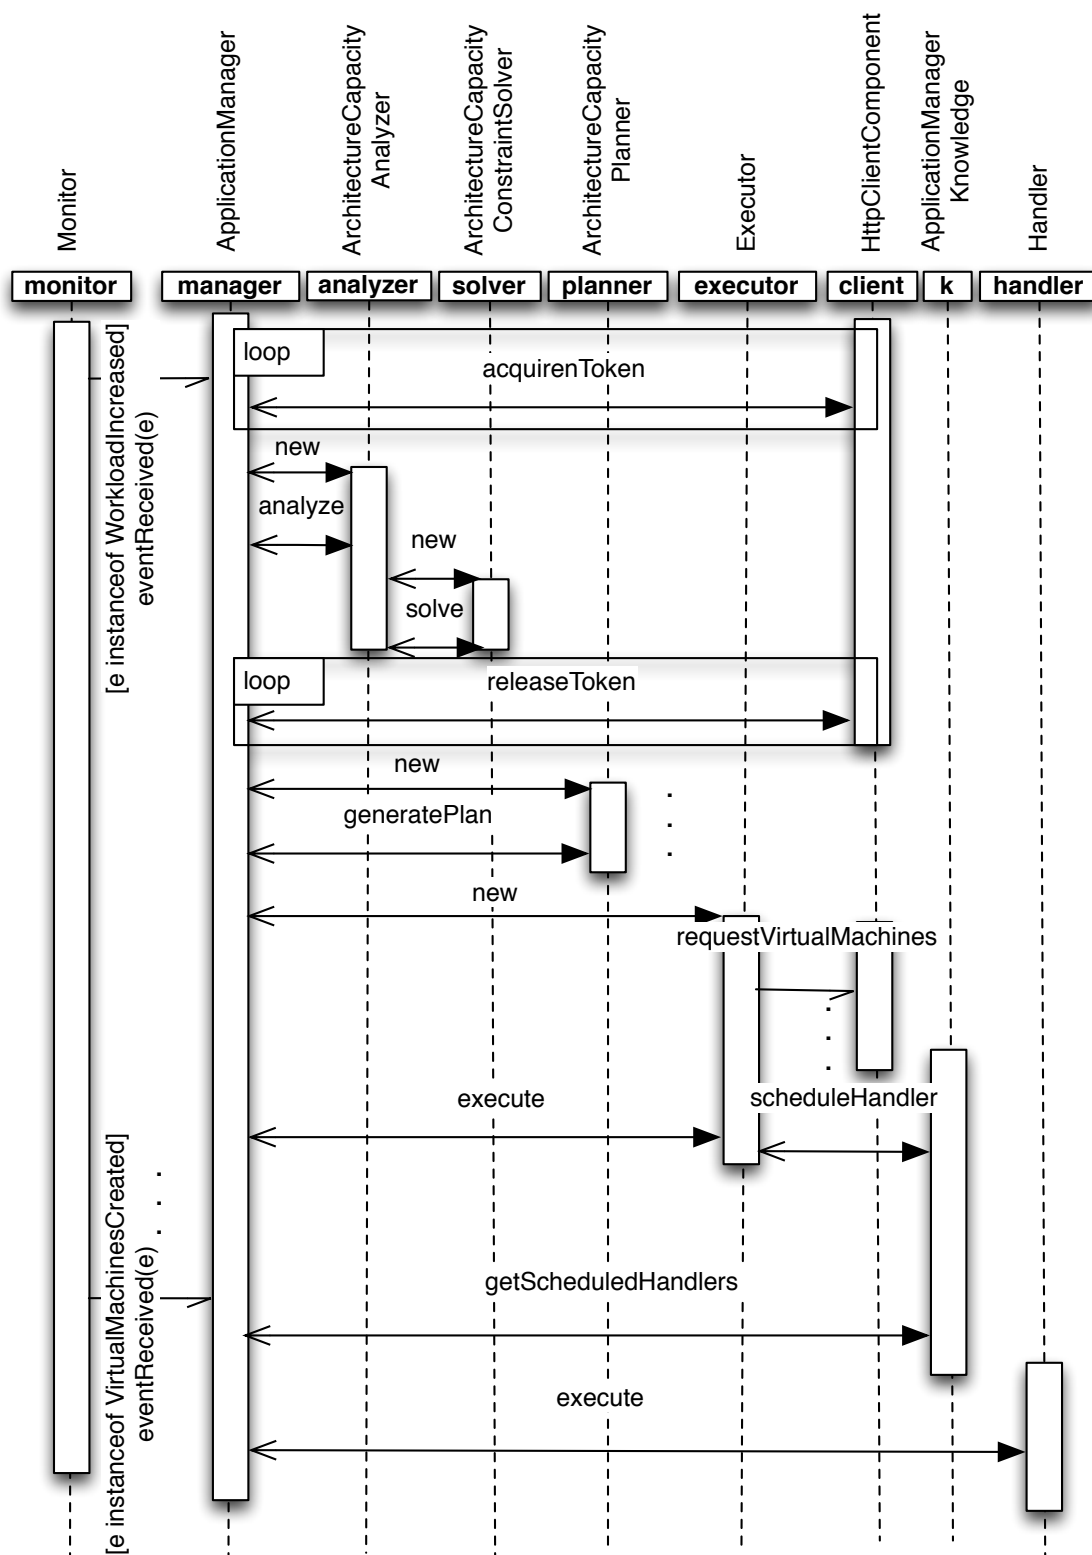 Monitor
ApplicationManager
ArchitectureCapacity
Analyzer
ArchitectureCapacity
ConstraintSolver
ArchitectureCapacity
Planner
Executor
HttpClientComponent
ApplicationManager
Knowledge
Handler
monitor
manager
analyzer
solver
planner
executor
client
k
handler
[e instanceof WorkloadIncreased]
eventReceived(e)
loop
acquirenToken
new
analyze
new
solve
loop
releaseToken
new
generatePlan
.
.
.
new
requestVirtualMachines
.
.
.
scheduleHandler
execute
[e instanceof VirtualMachinesCreated]
eventReceived(e) . . .
getScheduledHandlers
execute